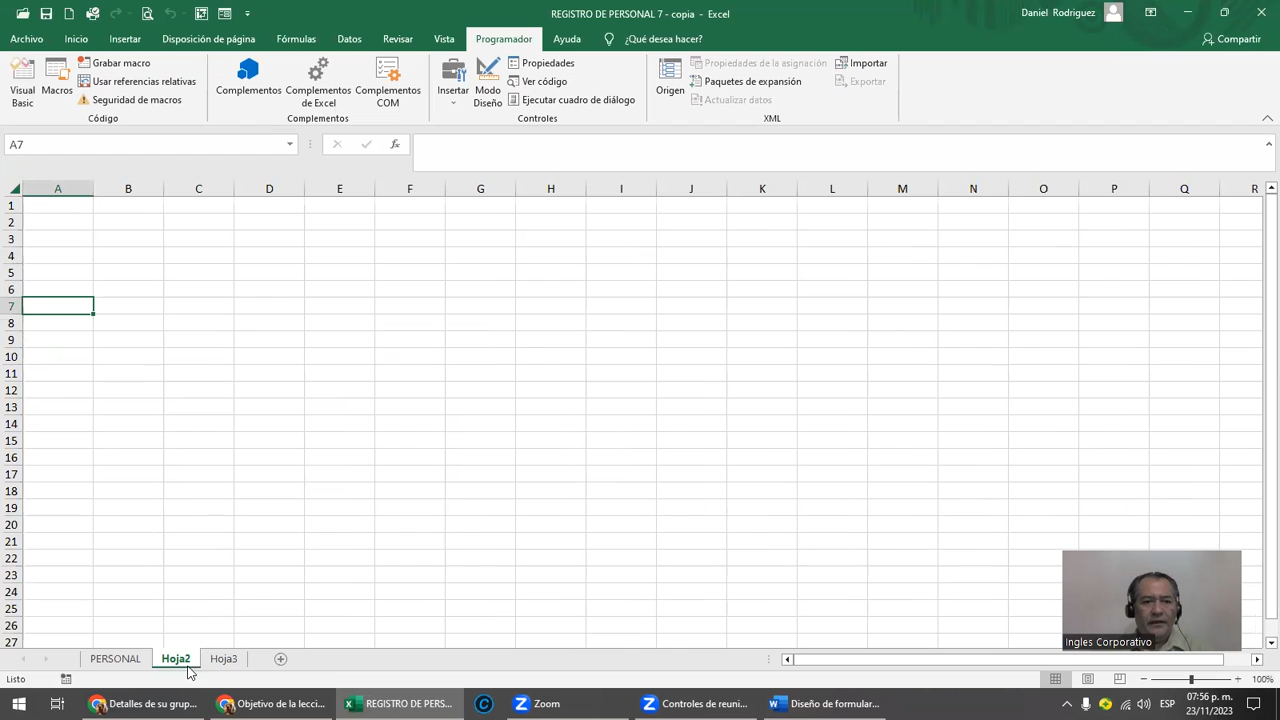 REGISTRO DE PERSONAL 7 - copia - Excel
Daniel Rodriguez
Archivo Inicio Insertar Disposición de página Fórmulas Datos Revisar Vista Programador Ayuda ¿Qué desea hacer? Compartir
Visual Basic
Macros
Grabar macro
Usar referencias relativas
Seguridad de macros
Código
Complementos
Complementos de Excel
Complementos COM
Complementos
Insertar
Modo Diseño
Propiedades
Ver código
Ejecutar cuadro de diálogo
Controles
Origen
Propiedades de la asignación
Paquetes de expansión
Actualizar datos
Importar
Exportar
XML
A7
fx
A B C D E F G H I J K L M N O P Q R
1
2
3
4
5
6
7
8
9
10
11
12
13
14
15
16
17
18
19
20
21
22
23
24
25
26
27
Ingles Corporativo
PERSONAL Hoja2 Hoja3
Listo
100%
Detalles de su grup...
Objetivo de la lecci...
REGISTRO DE PERS...
Zoom
Controles de reuni...
Diseño de formular...
ESP
07:56 p. m.
23/11/2023